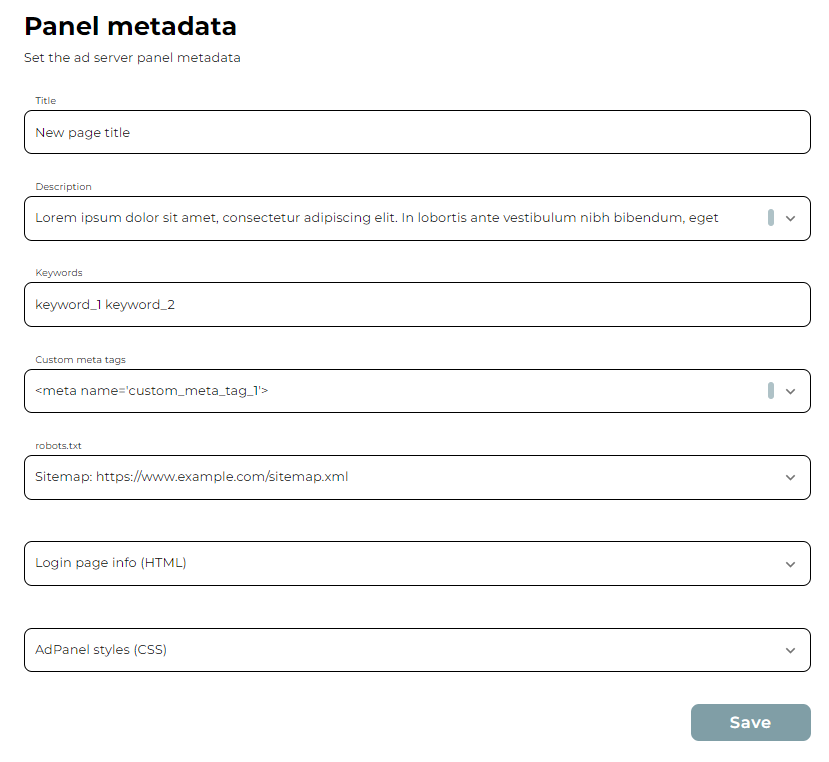 Panel metadata
Set the ad server panel metadata
Title
New page title
Description
Lorem ipsum dolor sit amet, consectetur adipiscing elit. In lobortis ante vestibulum nibh bibendum, eget
Keywords
keyword_1 keyword_2
Custom meta tags
<meta name='custom_meta_tag_1'>
robots.txt
Sitemap: https://www.example.com/sitemap.xml
Login page info (HTML)
AdPanel styles (CSS)
Save